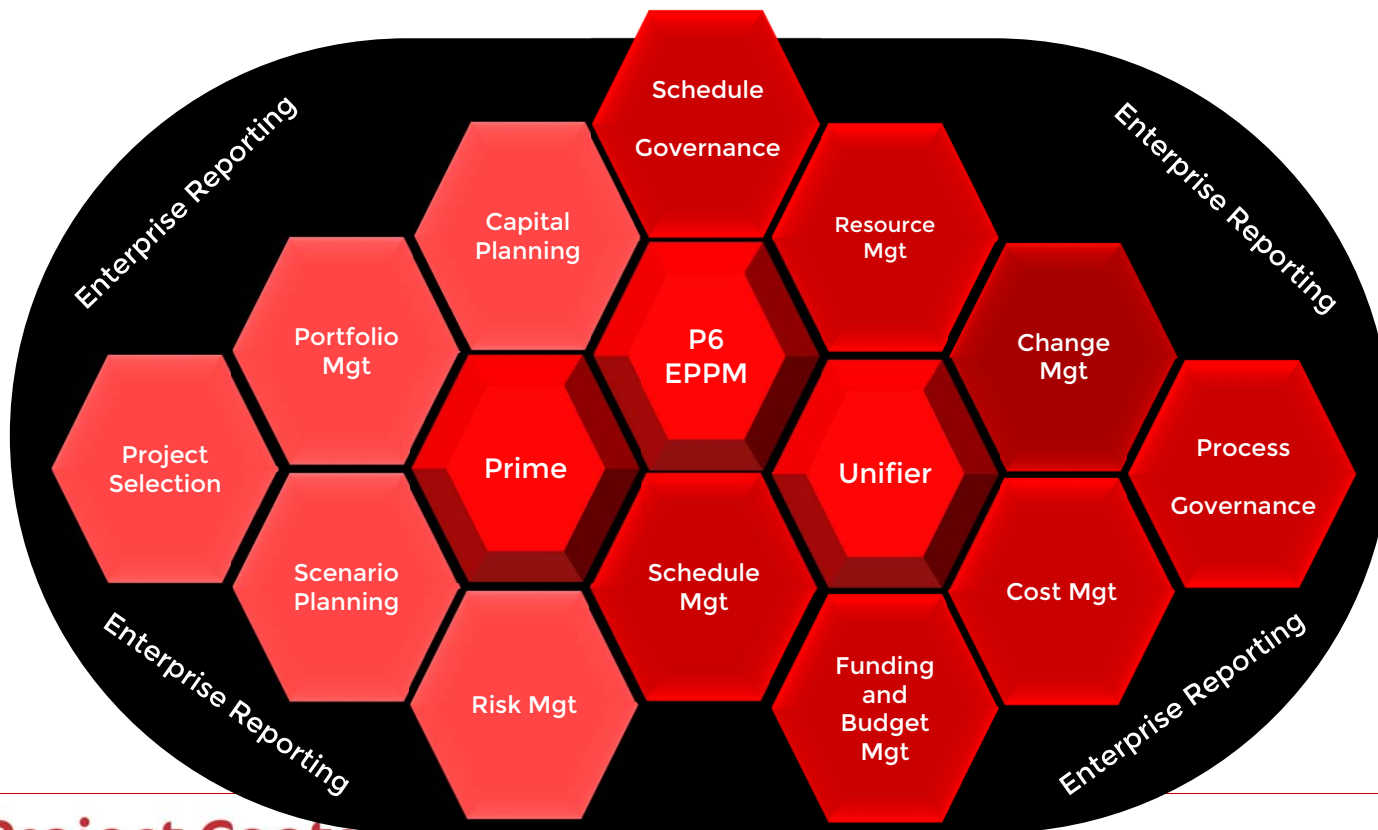 Schedule
Governance
Enterprise Reporting
Enterprise Reporting
Capital
Planning
Resource
Mgt
Portfolio
Mgt
P6
EPPM
Change
Mgt
Project
Selection
Prime
Unifier
Process
Governance
Scenario
Planning
Schedule
Mgt
Cost Mgt
Risk Mgt
Funding
and
Budget
Mgt
Enterprise Reporting
Enterprise Reporting
Project